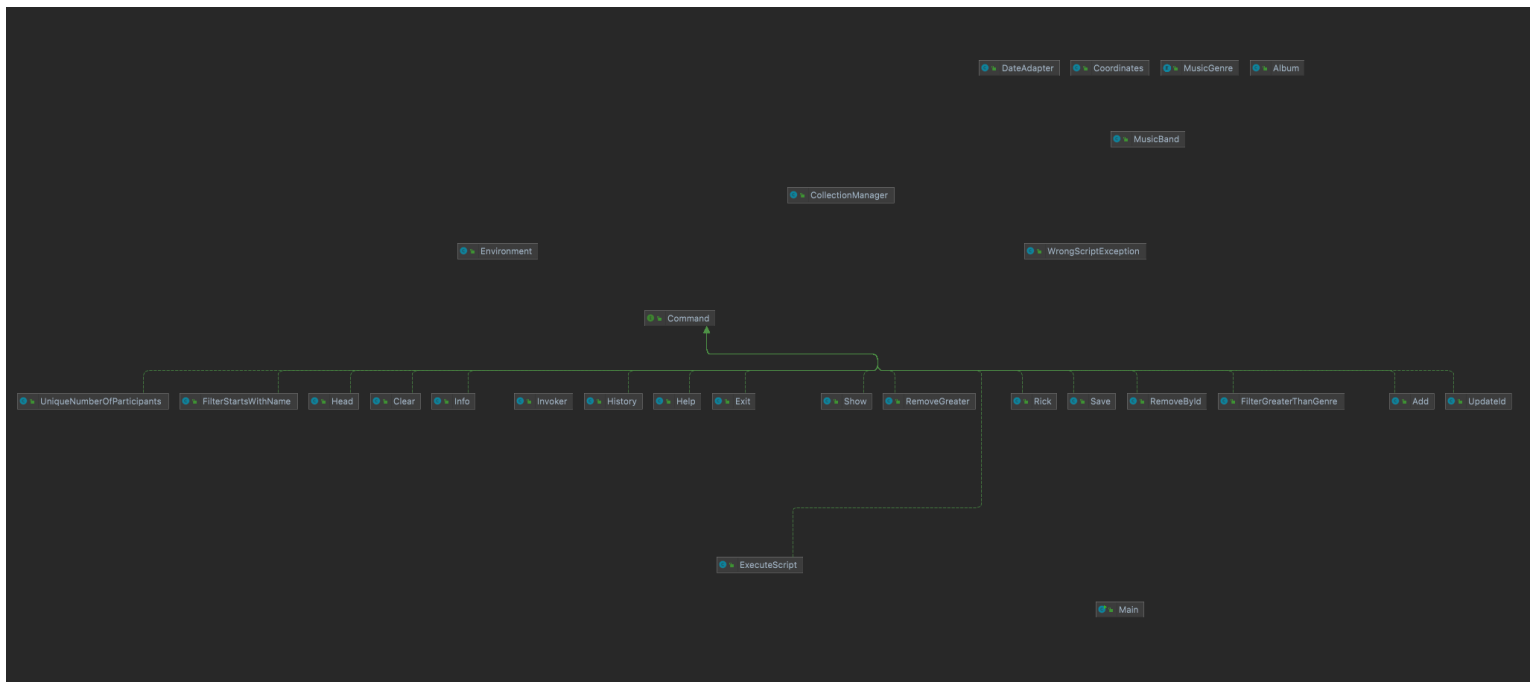 DateAdapter Coordinates MusicGenre Album
MusicBand
CollectionManager
Environment WrongScriptException
Command
UniqueNumberOfParticipants FilterStartsWithName Head Clear Info Invoker History Help Exit Show RemoveGreater Rick Save RemoveById FilterGreaterThanGenre Add UpdateId
ExecuteScript
Main